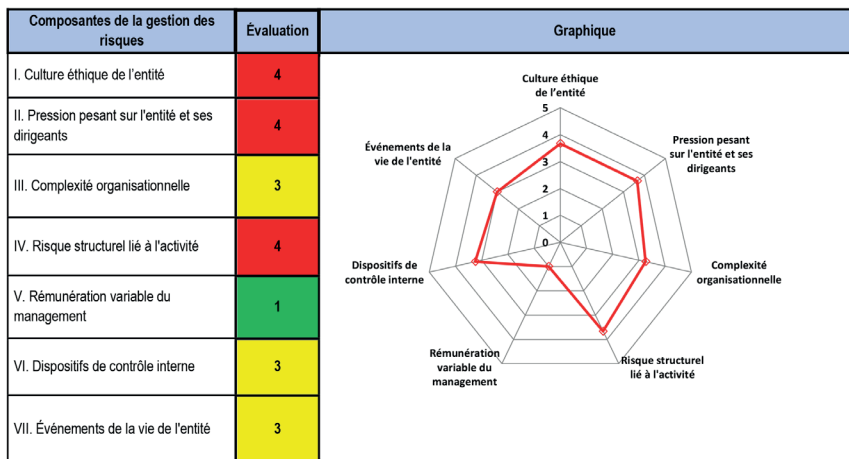 Composantes de la gestion des
risques
Évaluation
Graphique
I. Culture éthique de l'entité
4
II. Pression pesant sur l'entité et ses
dirigeants
4
III. Complexité organisationnelle
3
IV. Risque structurel lié à l'activité
4
V. Rémunération variable du
management
1
VI. Dispositifs de contrôle interne
3
VII. Événements de la vie de l'entité
3
Culture éthique
de l'entité
5
4
3
2
1
0
Pression pesant
sur l'entité et ses
dirigeants
Complexité
organisationnelle
Risque structurel
lié à l'activité
Rémunération
variable du
management
Dispositifs de
contrôle interne
Événements de la
vie de l'entité